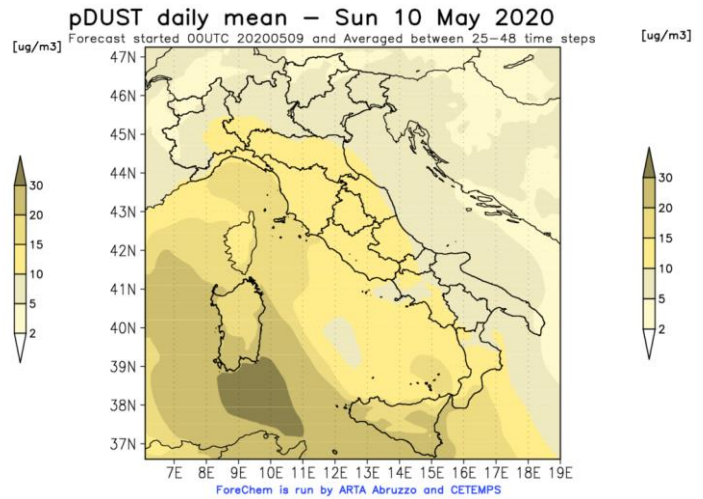 pDUST daily mean — Sun 10 May 2020
Forecast started 00UTC 20200509 and Averaged between 25-48 time steps
[ug/m3]
[ug/m3]
47N
46N
45N
44N
43N
42N
41N
40N
39N
38N
37N
30
20
15
10
5
2
30
20
15
10
5
2
7E 8E 9E 10E 11E 12E 13E 14E 15E 16E 17E 18E 19E
ForeChem is run by ARTA Abruzzo and CETEMPS